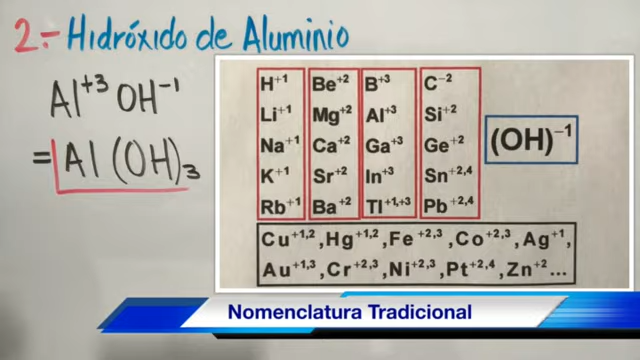 2.- Hidróxido de Aluminio
Al⁺³ OH⁻¹
= Al(OH)₃
H⁺¹ Be⁺² B⁺³ C⁻²
Li⁺¹ Mg⁺² Al⁺³ Si⁺²
Na⁺¹ Ca⁺² Ga⁺³ Ge⁺²
K⁺¹ Sr⁺² In⁺³ Sn⁺²,⁴
Rb⁺¹ Ba⁺² Tl⁺¹,⁺³ Pb⁺²,⁴
(OH)⁻¹
Cu⁺¹,², Hg⁺¹,², Fe⁺²,³, Co⁺²,³, Ag⁺¹,
Au⁺¹,³, Cr⁺²,³, Ni⁺²,³, Pt⁺²,⁴, Zn⁺²...
Nomenclatura Tradicional